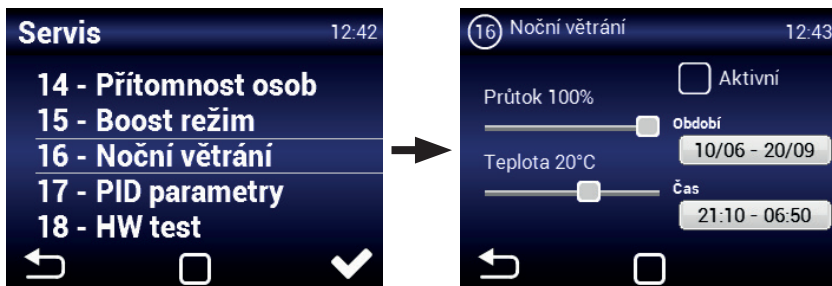 Servis 12:42
14 - Přítomnost osob
15 - Boost režim
16 - Noční větrání
17 - PID parametry
18 - HW test
16 Noční větrání 12:43
Aktivní
Průtok 100%
Období
10/06 - 20/09
Teplota 20°C
Čas
21:10 - 06:50